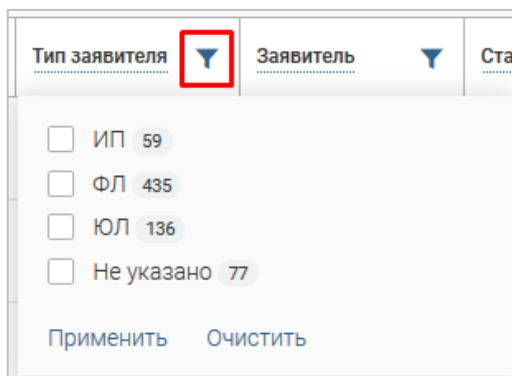 Тип заявителя Заявитель Ста
ИП 59
ФЛ 435
ЮЛ 136
Не указано 77
Применить Очистить